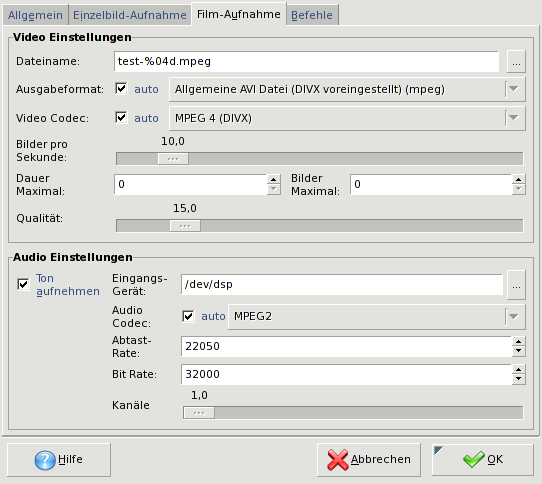 Allgemein Einzelbild-Aufnahme Film-Aufnahme Befehle
Video Einstellungen
Dateiname: test-%04d.mpeg ...
Ausgabeformat: auto Allgemeine AVI Datei (DIVX voreingestellt) (mpeg)
Video Codec: auto MPEG 4 (DIVX)
Bilder pro
Sekunde:
10,0
Dauer
Maximal:
0
Bilder
Maximal:
0
Qualität:
15,0
Audio Einstellungen
Ton
aufnehmen
Eingangs-
Gerät:
/dev/dsp ...
Audio
Codec:
auto MPEG2
Abtast-
Rate:
22050
Bit Rate: 32000
Kanäle
1,0
Hilfe Abbrechen OK